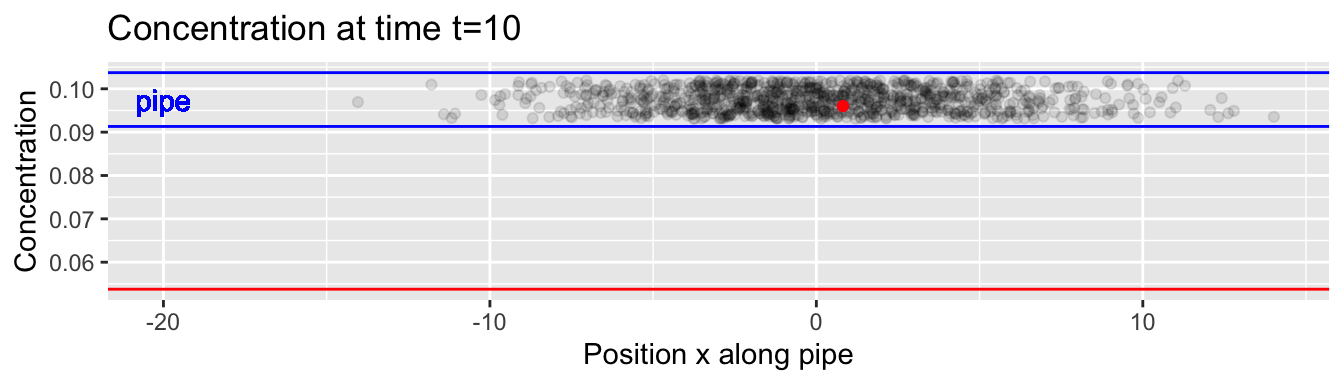 Concentration at time t=10
Concentration
0.10
0.09
0.08
0.07
0.06
pipe
-20 -10 0 10
Position x along pipe